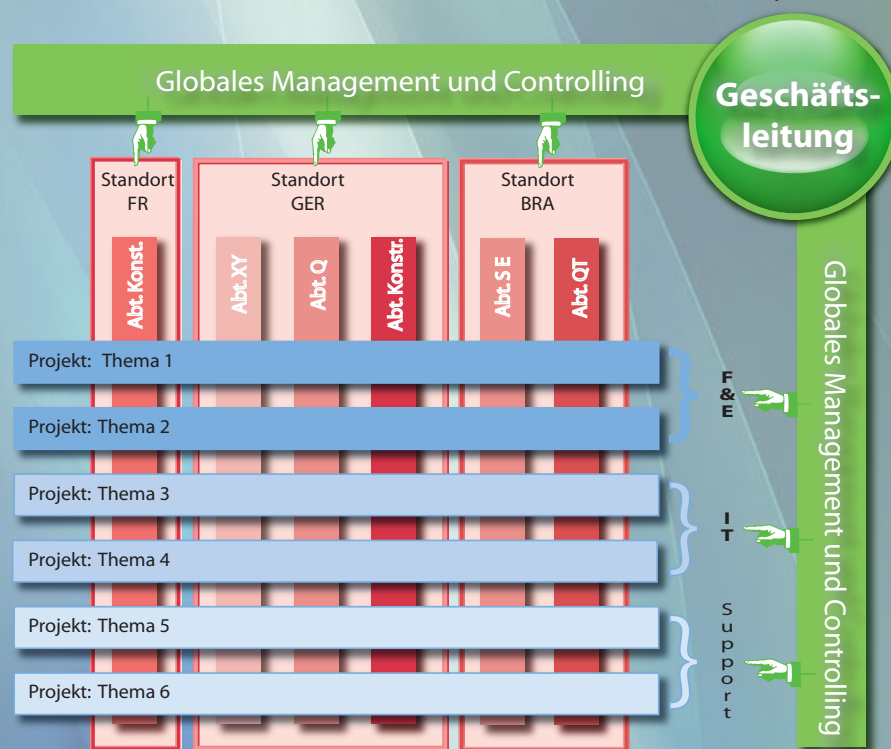 Globales Management und Controlling
Geschäfts-
leitung
Standort
FR
Standort
GER
Standort
BRA
Abt. Konst.
Abt. XY
Abt. Q
Abt. Konstr.
Abt. S E
Abt. QT
Projekt: Thema 1
Projekt: Thema 2
F
&
E
Projekt: Thema 3
Projekt: Thema 4
I
T
Projekt: Thema 5
Projekt: Thema 6
Support
Globales Management und Controlling